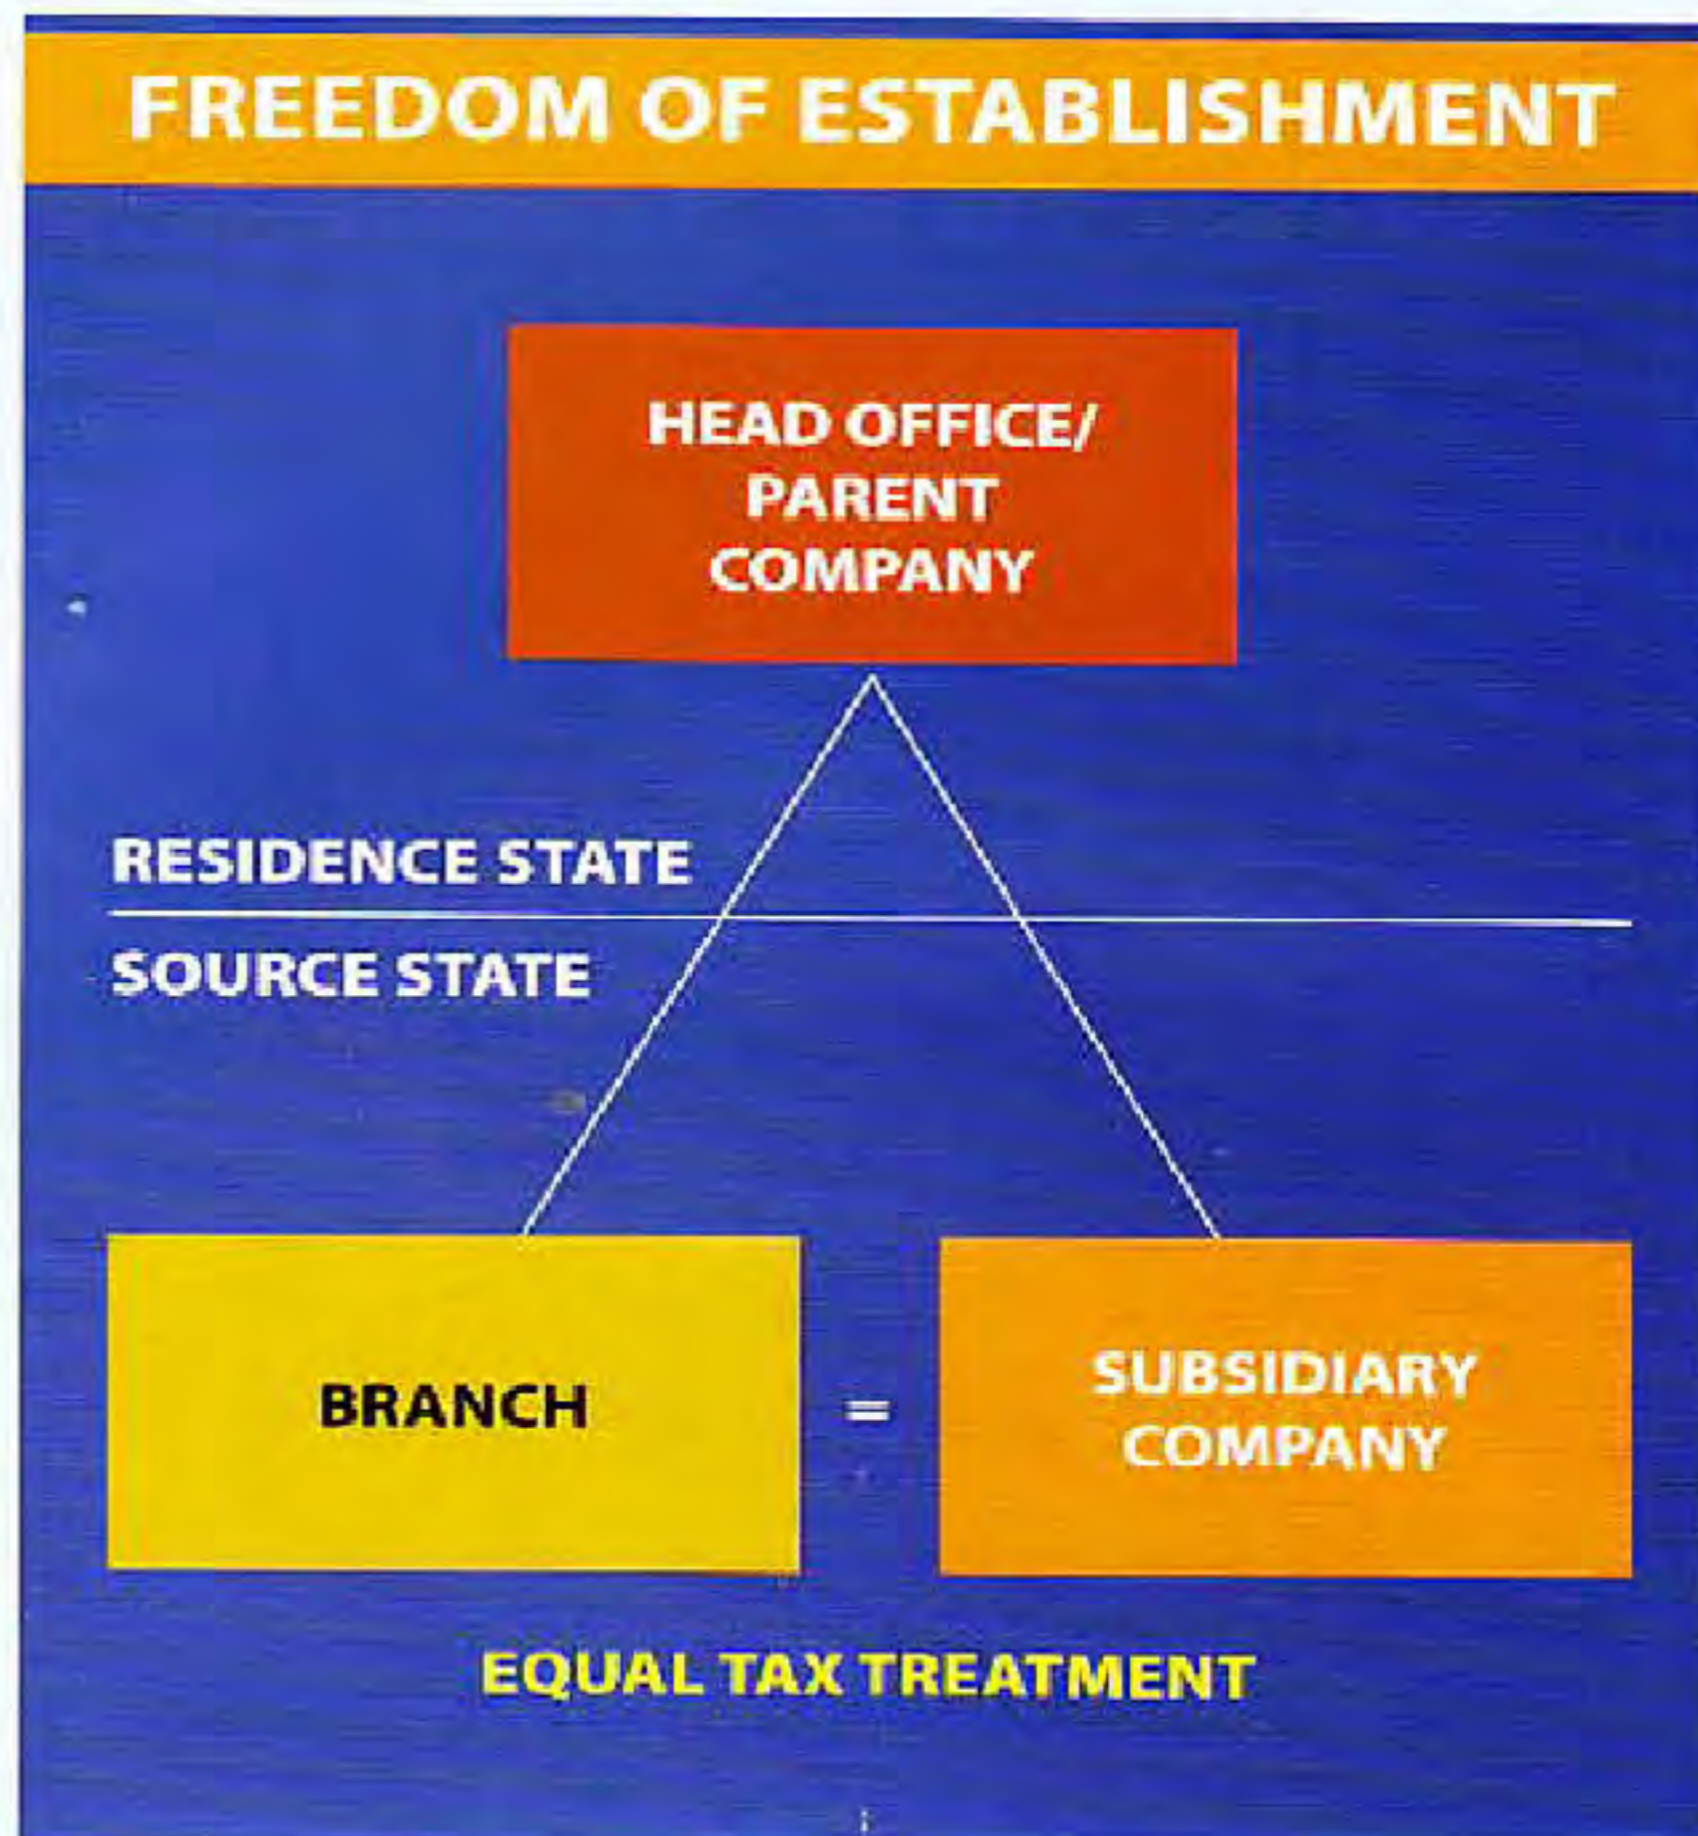 FREEDOM OF ESTABLISHMENT
HEAD OFFICE/
PARENT
COMPANY
RESIDENCE STATE
SOURCE STATE
BRANCH
=
SUBSIDIARY
COMPANY
EQUAL TAX TREATMENT